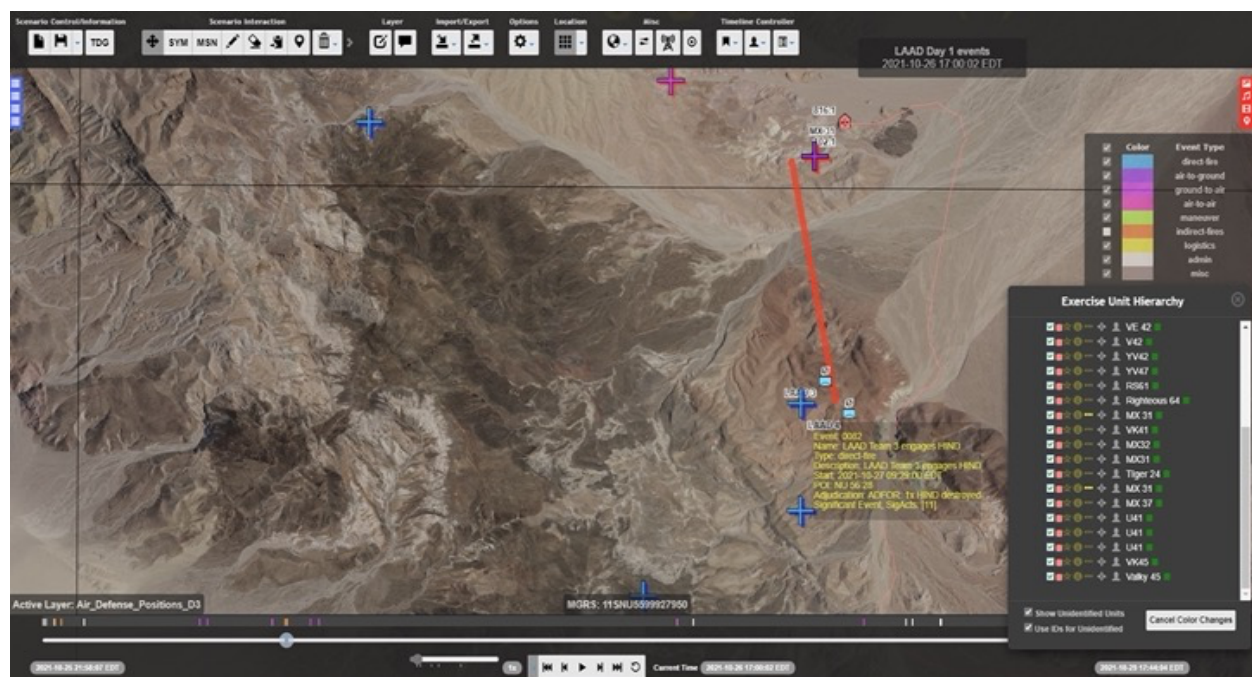 Scenario Control/Information
Scenario Interaction
Layer
Import/Export
Options
Location
Misc
Timeline Controller
TDG
SYM
MSN
LAAD Day 1 events
2021-10-26 17:00:02 EDT
Color
Event Type
direct-fire
air-to-ground
ground-to-air
air-to-air
maneuver
indirect-fires
logistics
admin
misc
Exercise Unit Hierarchy
VE 42
V42
YV42
YV47
RS61
Righteous 64
MX 31
VK41
MX32
MX31
Tiger 24
MX 31
MX 37
U41
U41
U41
VK45
Valky 45
Show Unidentified Units
Use IDs for Unidentified
Cancel Color Changes
Event: 0082
Name: LAAD Team 3 engages HIND
Type: direct-fire
Description: LAAD Team 3 engages HIND
Start: 2021-10-27 09:29:00 EDT
POI: NU 56 28
Adjudication: ADFOR: 1x HIND destroyed
Significant Event, SigActs: [11]
Active Layer: Air_Defense_Positions_D3
MGRS: 11SNU5599927950
1x
Current Time
2021-10-26 17:00:02 EDT
2021-10-28 17:44:04 EDT